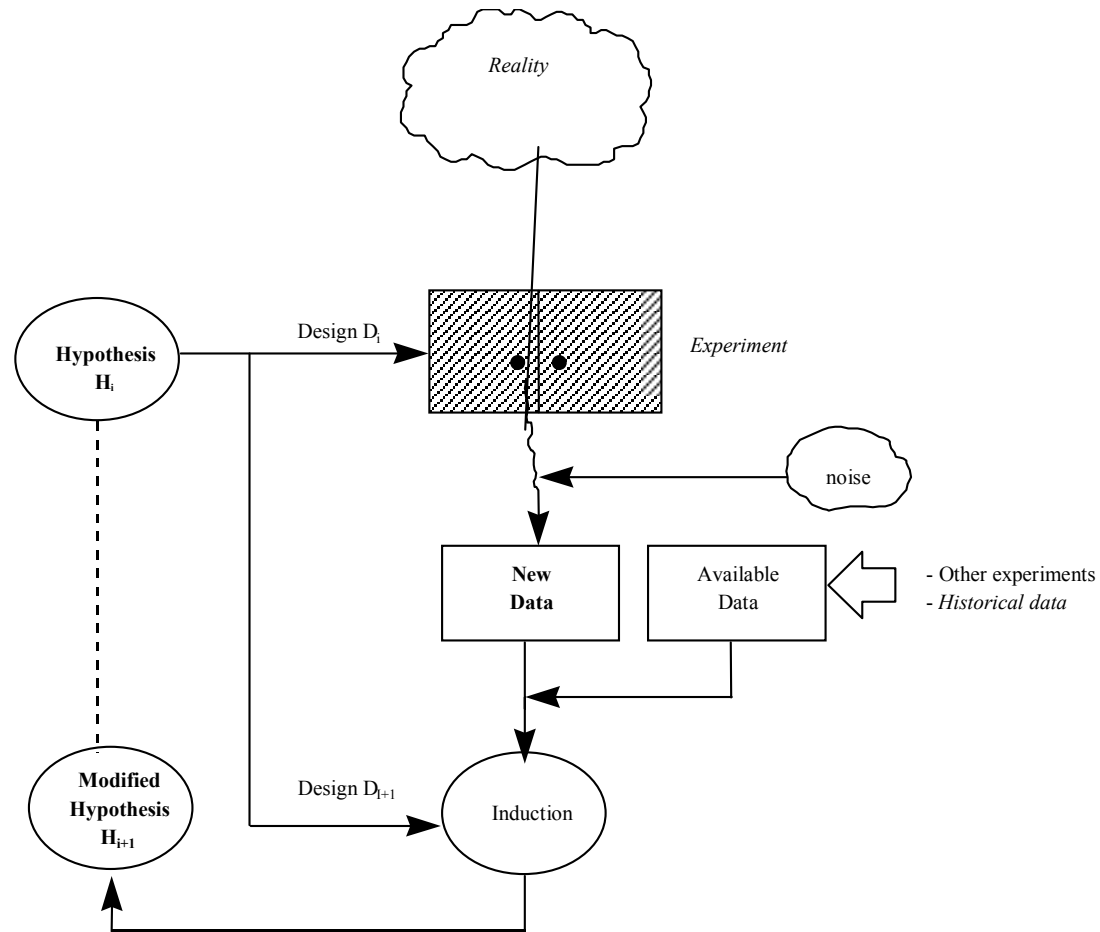 Reality
Design Dᵢ
Hypothesis
Hᵢ
Experiment
noise
New
Data
Available
Data
- Other experiments
- Historical data
Modified
Hypothesis
Hᵢ₊₁
Design D_I+1
Induction